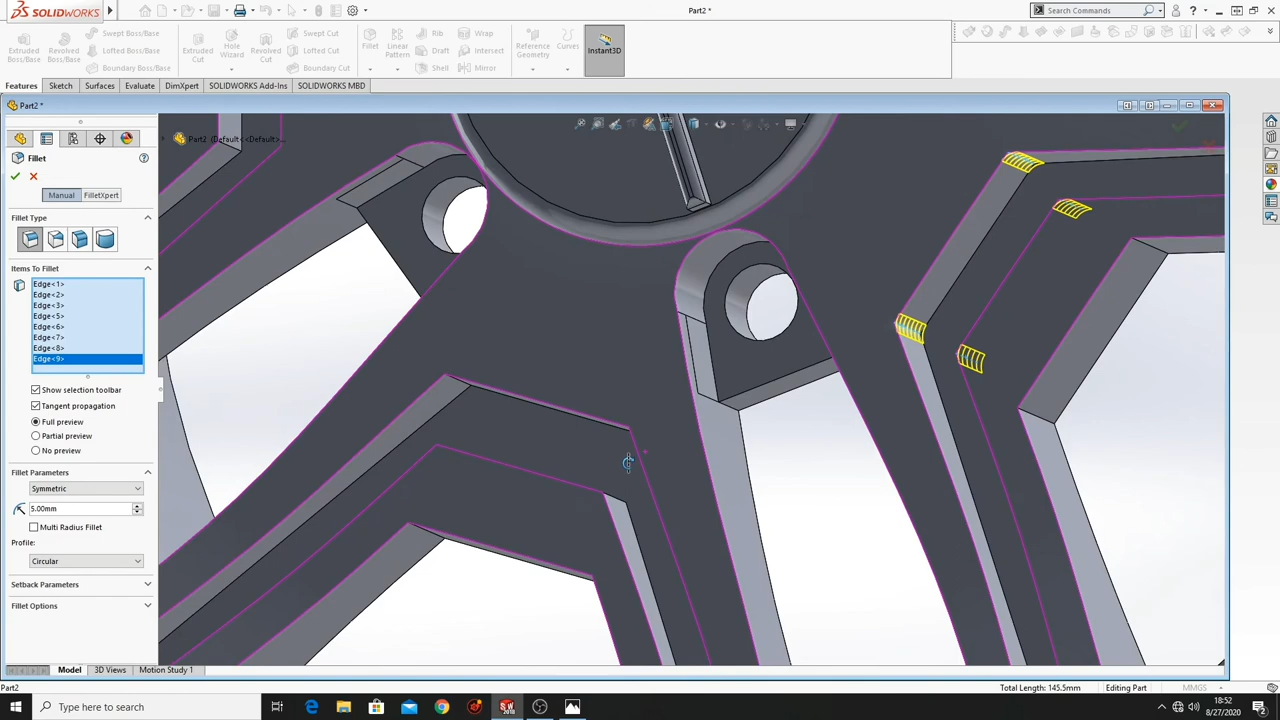 SOLIDWORKS
Part2 *
Search Commands
Extruded Boss/Base
Revolved Boss/Base
Swept Boss/Base
Lofted Boss/Base
Boundary Boss/Base
Extruded Cut
Hole Wizard
Revolved Cut
Swept Cut
Lofted Cut
Boundary Cut
Fillet
Linear Pattern
Rib
Draft
Shell
Wrap
Intersect
Mirror
Reference Geometry
Curves
Instant3D
Features
Sketch
Surfaces
Evaluate
DimXpert
SOLIDWORKS Add-Ins
SOLIDWORKS MBD
Part2 *
Part2 (Default<<Default>...
Fillet
Manual
FilletXpert
Fillet Type
Items To Fillet
Edge<1>
Edge<2>
Edge<3>
Edge<5>
Edge<6>
Edge<7>
Edge<8>
Edge<9>
Show selection toolbar
Tangent propagation
Full preview
Partial preview
No preview
Fillet Parameters
Symmetric
5.00mm
Multi Radius Fillet
Profile:
Circular
Setback Parameters
Fillet Options
Model
3D Views
Motion Study 1
Part2
Total Length: 145.5mm
Editing Part
MMGS
Type here to search
18:52
8/27/2020